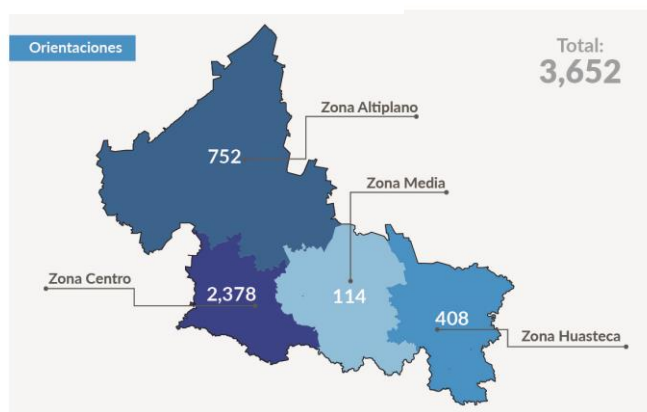 Orientaciones
Total:
3,652
Zona Altiplano
752
Zona Media
Zona Centro
2,378
114
408
Zona Huasteca